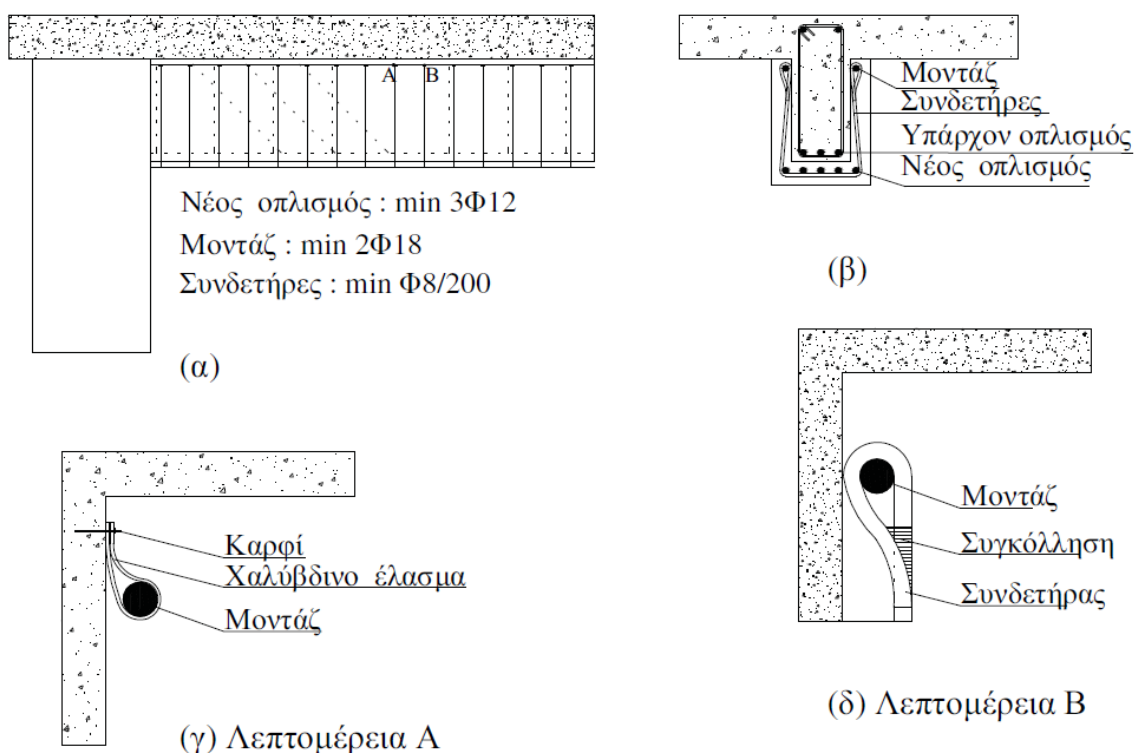 A B
Νέος οπλισμός : min 3Φ12
Μοντάζ : min 2Φ18
Συνδετήρες : min Φ8/200
(α)
Μοντάζ
Συνδετήρες
Υπάρχον οπλισμός
Νέος οπλισμός
(β)
Καρφί
Χαλύβδινο έλασμα
Μοντάζ
(γ) Λεπτομέρεια Α
Μοντάζ
Συγκόλληση
Συνδετήρας
(δ) Λεπτομέρεια Β